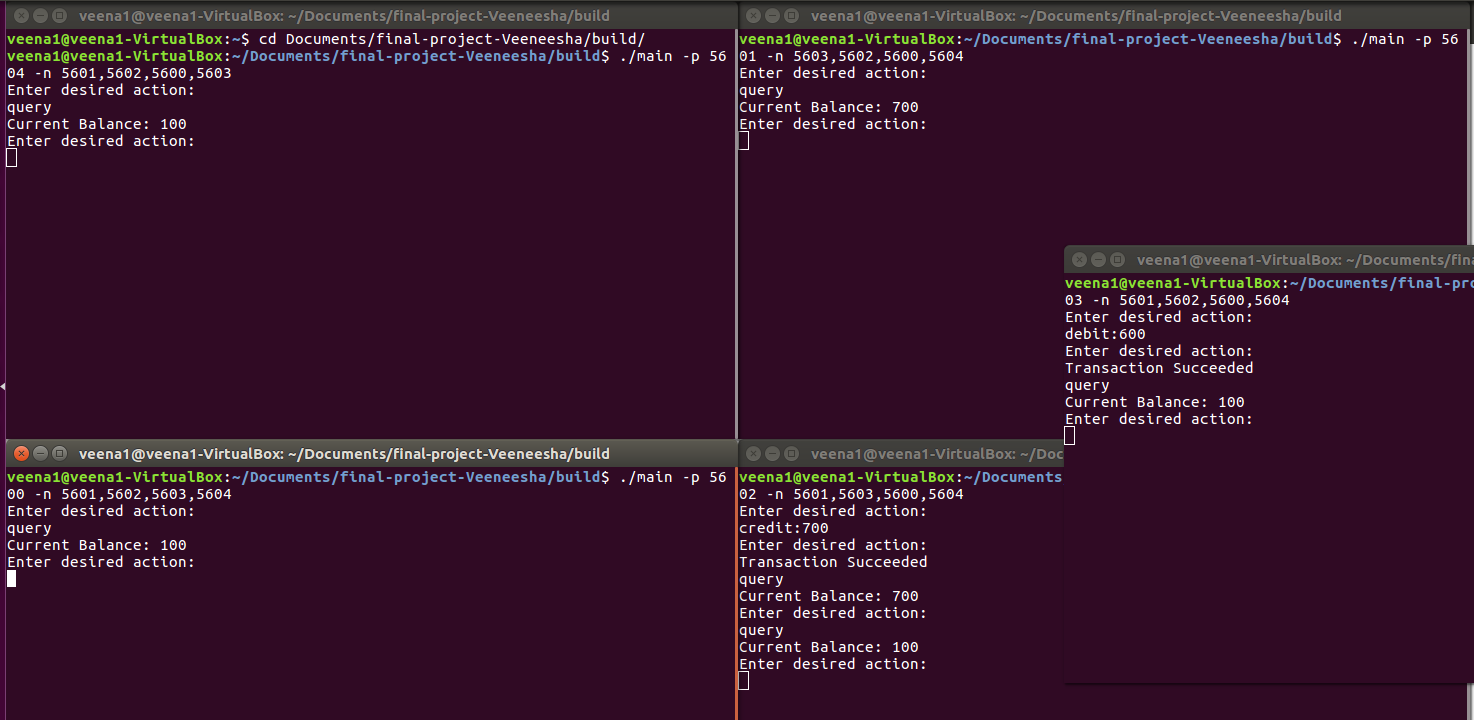 veena1@veena1-VirtualBox: ~/Documents/final-project-Veeneesha/build
veena1@veena1-VirtualBox:~$ cd Documents/final-project-Veeneesha/build/
veena1@veena1-VirtualBox:~/Documents/final-project-Veeneesha/build$ ./main -p 56
04 -n 5601,5602,5600,5603
Enter desired action:
query
Current Balance: 100
Enter desired action:
veena1@veena1-VirtualBox: ~/Documents/final-project-Veeneesha/build
veena1@veena1-VirtualBox:~/Documents/final-project-Veeneesha/build$ ./main -p 56
01 -n 5603,5602,5600,5604
Enter desired action:
query
Current Balance: 700
Enter desired action:
veena1@veena1-VirtualBox: ~/Documents/fina
veena1@veena1-VirtualBox:~/Documents/final-pro
03 -n 5601,5602,5600,5604
Enter desired action:
debit:600
Enter desired action:
Transaction Succeeded
query
Current Balance: 100
Enter desired action:
veena1@veena1-VirtualBox: ~/Documents/final-project-Veeneesha/build
veena1@veena1-VirtualBox:~/Documents/final-project-Veeneesha/build$ ./main -p 56
00 -n 5601,5602,5603,5604
Enter desired action:
query
Current Balance: 100
Enter desired action:
veena1@veena1-VirtualBox: ~/Doc
veena1@veena1-VirtualBox:~/Documents
02 -n 5601,5603,5600,5604
Enter desired action:
credit:700
Enter desired action:
Transaction Succeeded
query
Current Balance: 700
Enter desired action:
query
Current Balance: 100
Enter desired action: